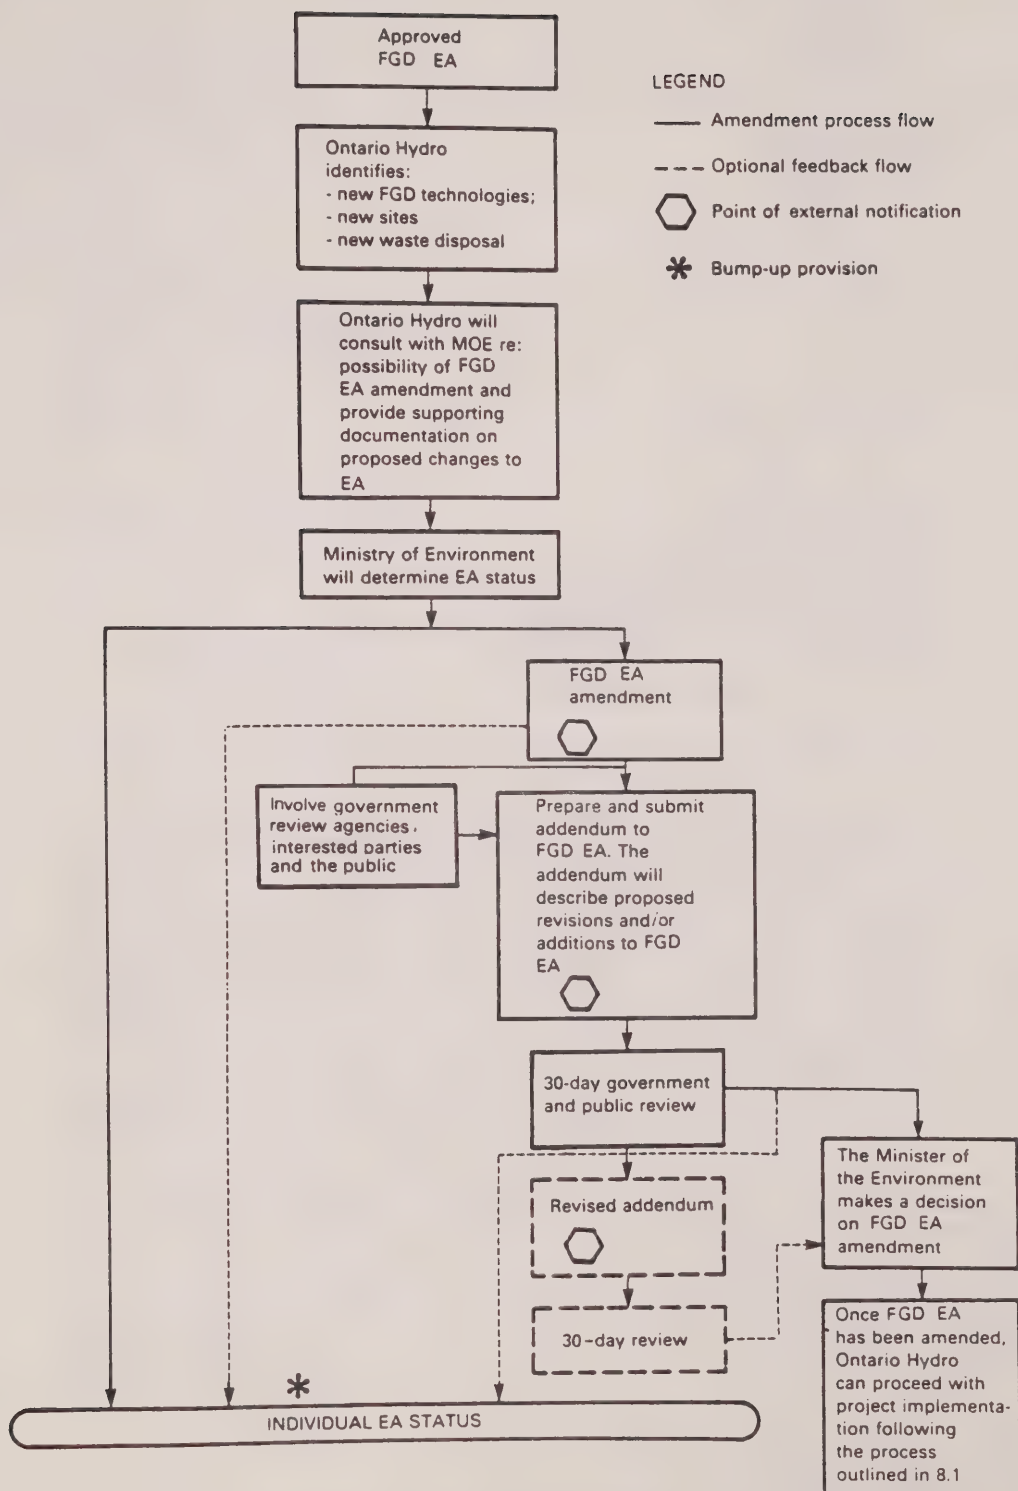 Approved
FGD EA
LEGEND
Amendment process flow
Optional feedback flow
Point of external notification
* Bump-up provision
Ontario Hydro
identifies:
- new FGD technologies;
- new sites
- new waste disposal
Ontario Hydro will
consult with MOE re:
possibility of FGD
EA amendment and
provide supporting
documentation on
proposed changes to
EA
Ministry of Environment
will determine EA status
FGD EA
amendment
Involve government
review agencies,
interested parties
and the public
Prepare and submit
addendum to
FGD EA. The
addendum will
describe proposed
revisions and/or
additions to FGD
EA
30-day government
and public review
Revised addendum
30-day review
The Minister of
the Environment
makes a decision
on FGD EA
amendment
Once FGD EA
has been amended,
Ontario Hydro
can proceed with
project implementa-
tion following
the process
outlined in 8.1
*
INDIVIDUAL EA STATUS